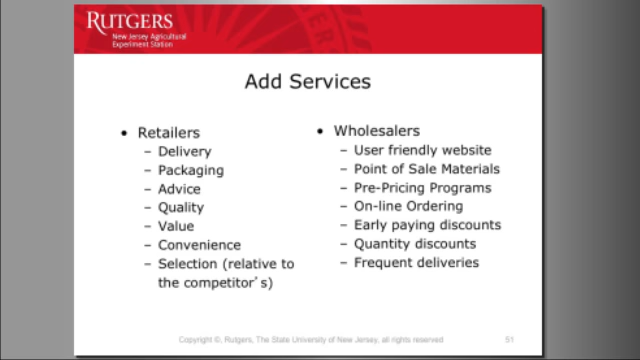 RUTGERS
New Jersey Agricultural
Experiment Station
Add Services
• Retailers
– Delivery
– Packaging
– Advice
– Quality
– Value
– Convenience
– Selection (relative to
the competitor's)
• Wholesalers
– User friendly website
– Point of Sale Materials
– Pre-Pricing Programs
– On-line Ordering
– Early paying discounts
– Quantity discounts
– Frequent deliveries
Copyright ©, Rutgers, The State University of New Jersey, all rights reserved
51